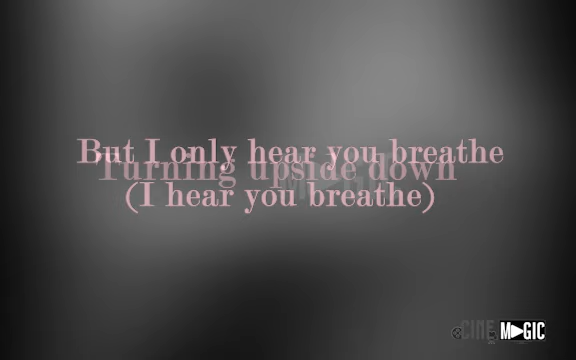 But I only hear you breathe
Turning upside down
(I hear you breathe)
CINE MAGIC